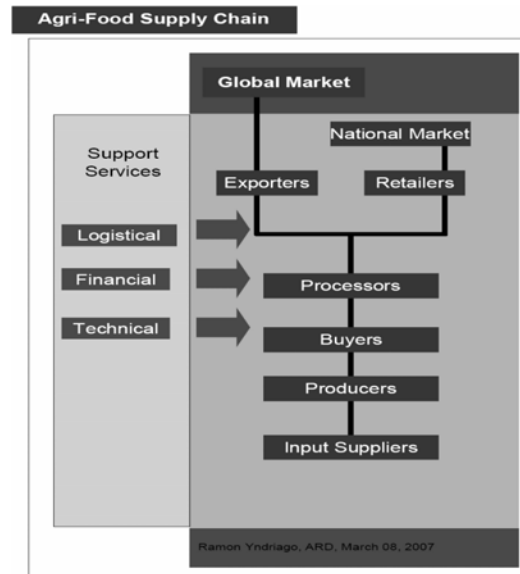 Agri-Food Supply Chain
Global Market
National Market
Support
Services
Exporters
Retailers
Logistical
Financial
Processors
Technical
Buyers
Producers
Input Suppliers
Ramon Yndriago, ARD, March 08, 2007